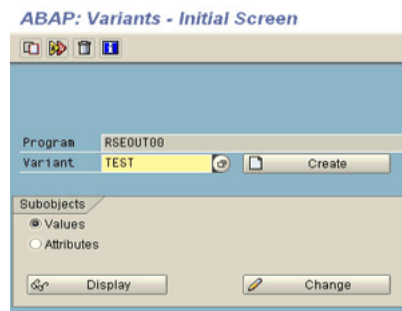 ABAP: Variants - Initial Screen
Program RSEOUT00
Variant TEST Create
Subobjects
Values
Attributes
Display Change